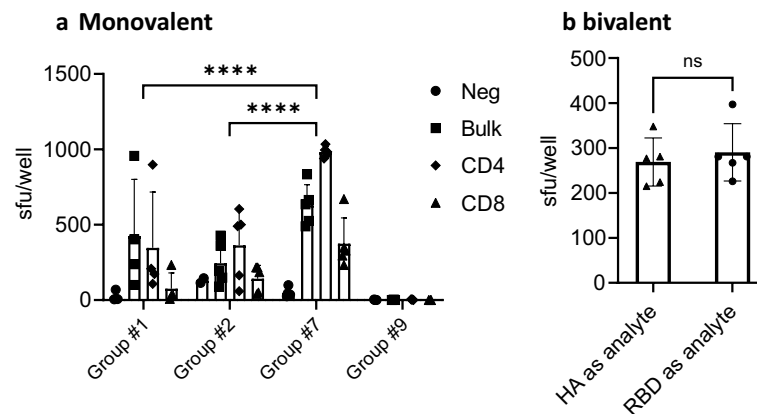 a Monovalent
sfu/well
1500
1000
500
0
****
****
Neg
Bulk
CD4
CD8
Group #1
Group #2
Group #7
Group #9
b bivalent
sfu/well
500
400
300
200
100
0
ns
HA as analyte
RBD as analyte